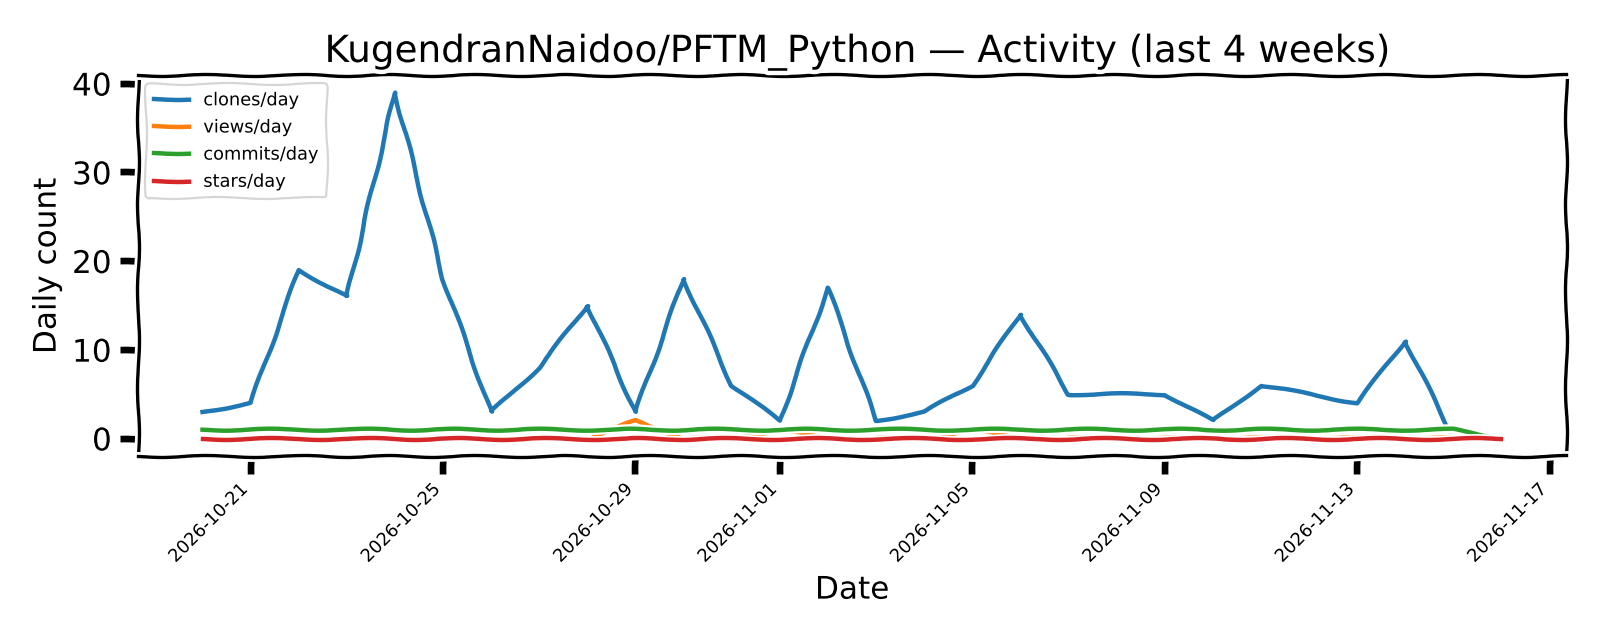 KugendranNaidoo/PFTM_Python — Activity (last 4 weeks)
40
30
20
10
0
Daily count
clones/day
views/day
commits/day
stars/day
2026-10-21
2026-10-25
2026-10-29
2026-11-01
2026-11-05
2026-11-09
2026-11-13
2026-11-17
Date